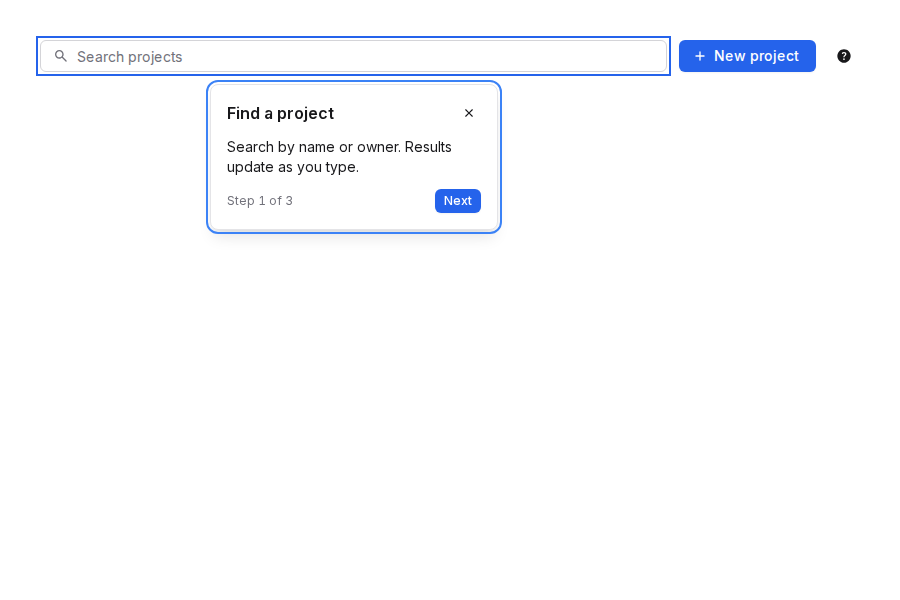 Search projects
New project
Find a project
Search by name or owner. Results
update as you type.
Step 1 of 3
Next